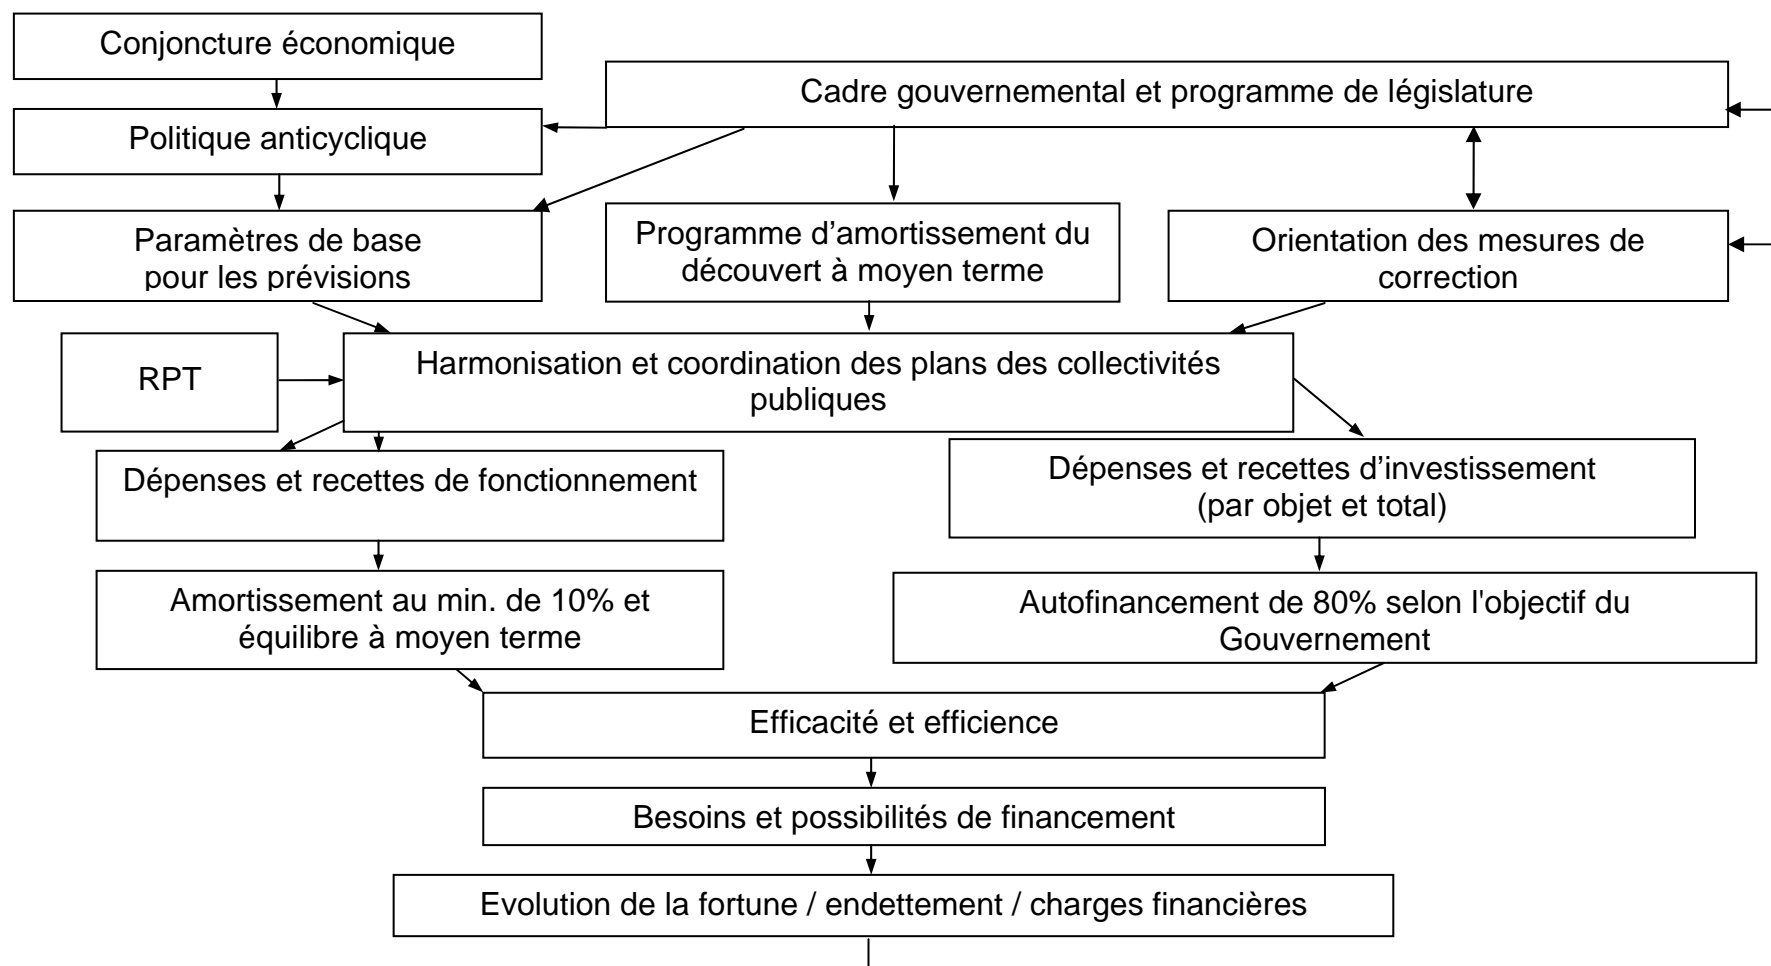 Conjoncture économique
Cadre gouvernemental et programme de législature
Politique anticyclique
Paramètres de base
pour les prévisions
Programme d’amortissement du
découvert à moyen terme
Orientation des mesures de
correction
RPT
Harmonisation et coordination des plans des collectivités
publiques
Dépenses et recettes de fonctionnement
Dépenses et recettes d’investissement
(par objet et total)
Amortissement au min. de 10% et
équilibre à moyen terme
Autofinancement de 80% selon l'objectif du
Gouvernement
Efficacité et efficience
Besoins et possibilités de financement
Evolution de la fortune / endettement / charges financières